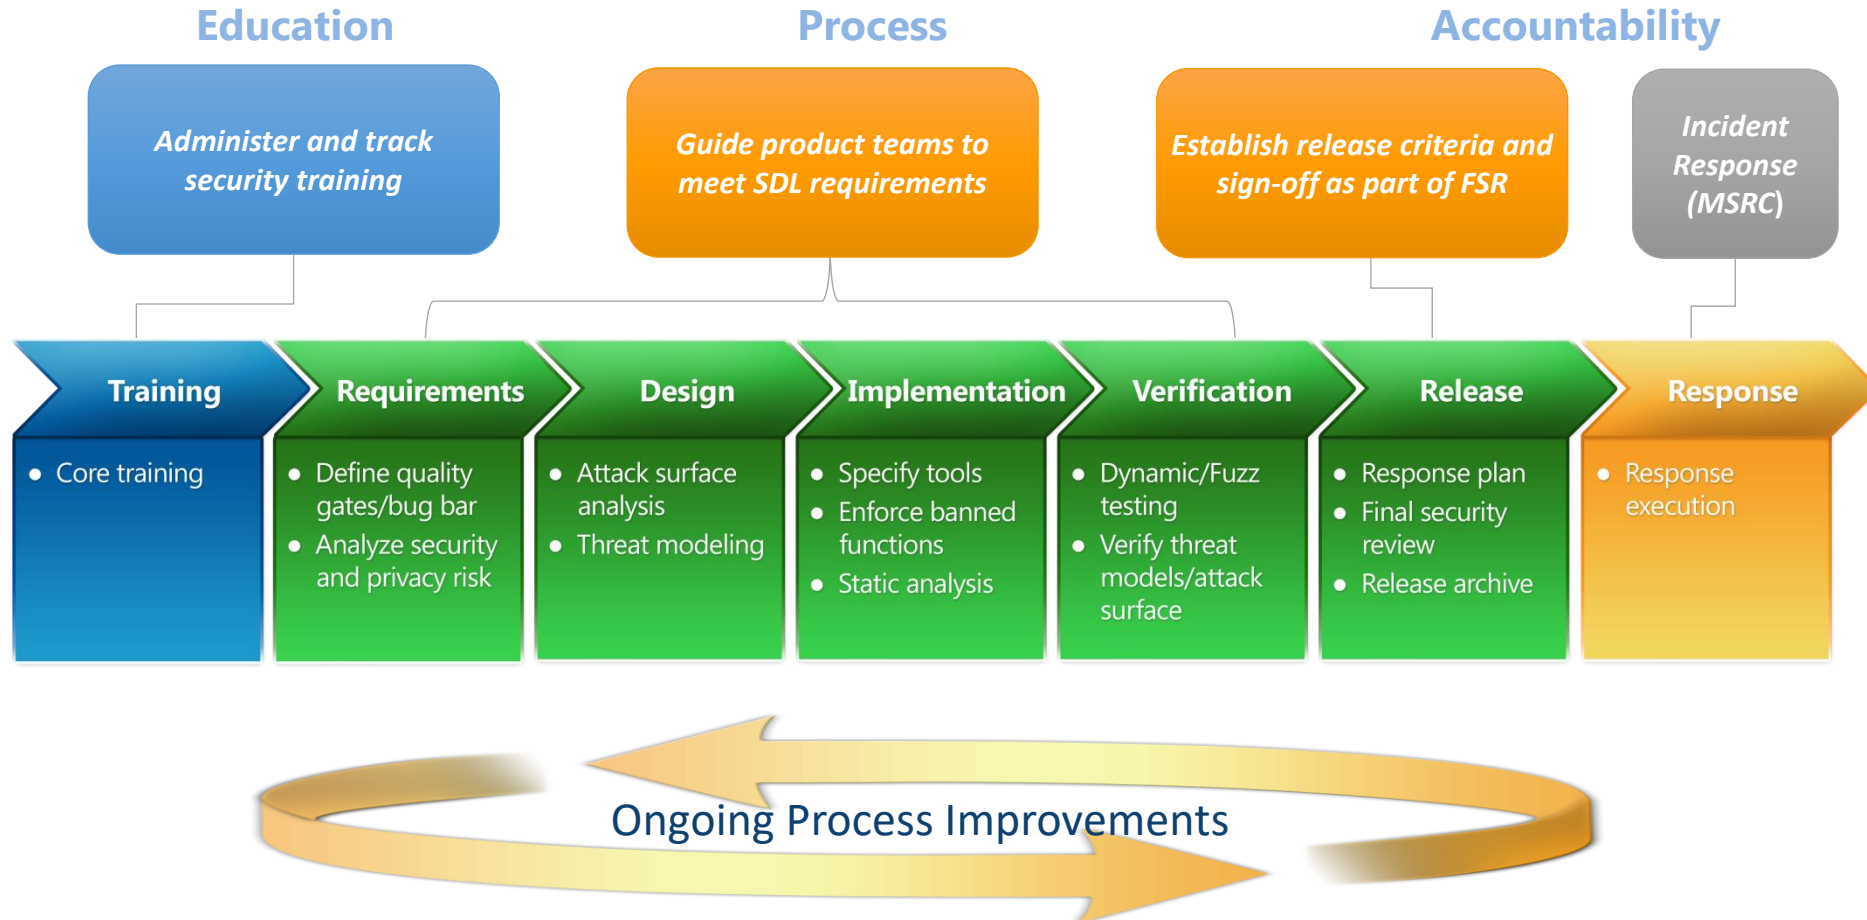 Education
Process
Accountability
Administer and track
security training
Guide product teams to
meet SDL requirements
Establish release criteria and
sign-off as part of FSR
Incident
Response
(MSRC)
Training
Requirements
Design
Implementation
Verification
Release
Response
• Core training
• Define quality
gates/bug bar
• Analyze security
and privacy risk
• Attack surface
analysis
• Threat modeling
• Specify tools
• Enforce banned
functions
• Static analysis
• Dynamic/Fuzz
testing
• Verify threat
models/attack
surface
• Response plan
• Final security
review
• Release archive
• Response
execution
Ongoing Process Improvements